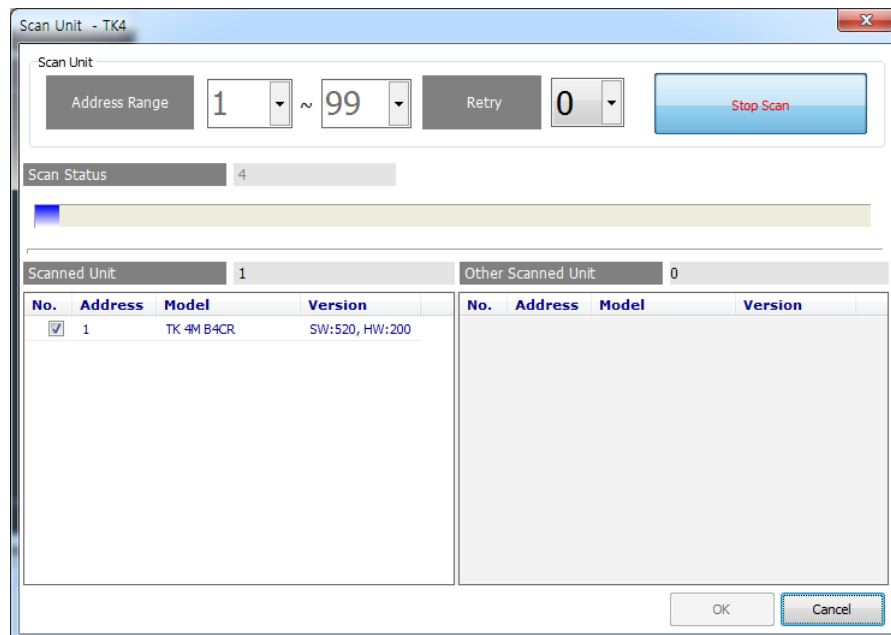 Scan Unit - TK4
Scan Unit
Address Range 1 ~ 99 Retry 0 Stop Scan
Scan Status 4
Scanned Unit 1 Other Scanned Unit 0
No. Address Model Version No. Address Model Version
1 TK 4M B4CR SW:520, HW:200
OK Cancel